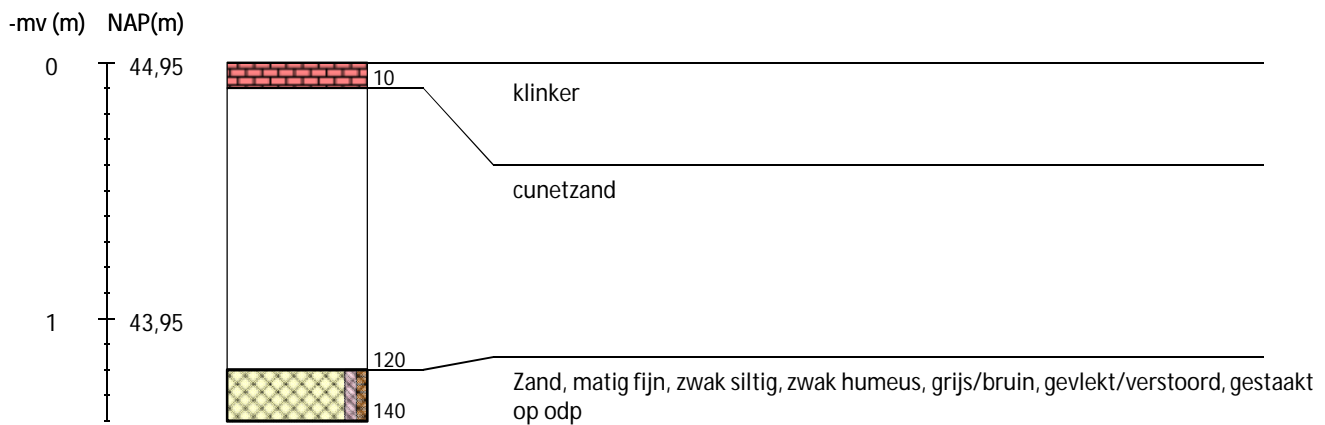 -mv (m) NAP(m)
0 44,95
10
klinker
cunetzand
1 43,95
120
Zand, matig fijn, zwak siltig, zwak humeus, grijs/bruin, gevlekt/verstoord, gestaakt
op odp
140